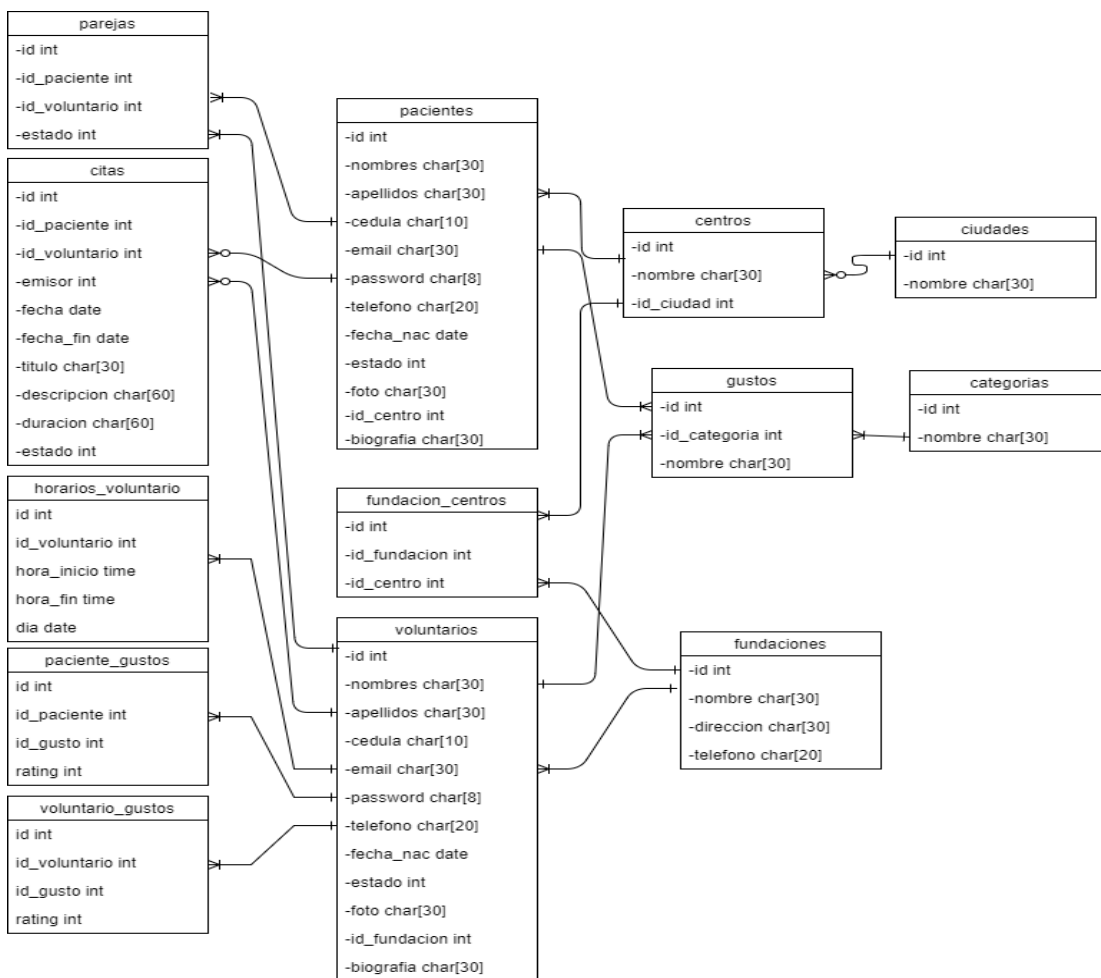 parejas
-id int
-id_paciente int
-id_voluntario int
-estado int
citas
-id int
-id_paciente int
-id_voluntario int
-emisor int
-fecha date
-fecha_fin date
-titulo char[30]
-descripcion char[60]
-duracion char[60]
-estado int
horarios_voluntario
id int
id_voluntario int
hora_inicio time
hora_fin time
dia date
paciente_gustos
id int
id_paciente int
id_gusto int
rating int
voluntario_gustos
id int
id_voluntario int
id_gusto int
rating int
pacientes
-id int
-nombres char[30]
-apellidos char[30]
-cedula char[10]
-email char[30]
-password char[8]
-telefono char[20]
-fecha_nac date
-estado int
-foto char[30]
-id_centro int
-biografia char[30]
fundacion_centros
-id int
-id_fundacion int
-id_centro int
voluntarios
-id int
-nombres char[30]
-apellidos char[30]
-cedula char[10]
-email char[30]
-password char[8]
-telefono char[20]
-fecha_nac date
-estado int
-foto char[30]
-id_fundacion int
-biografia char[30]
centros
-id int
-nombre char[30]
-id_ciudad int
gustos
-id int
-id_categoria int
-nombre char[30]
fundaciones
-id int
-nombre char[30]
-direccion char[30]
-telefono char[20]
ciudades
-id int
-nombre char[30]
categorias
-id int
-nombre char[30]